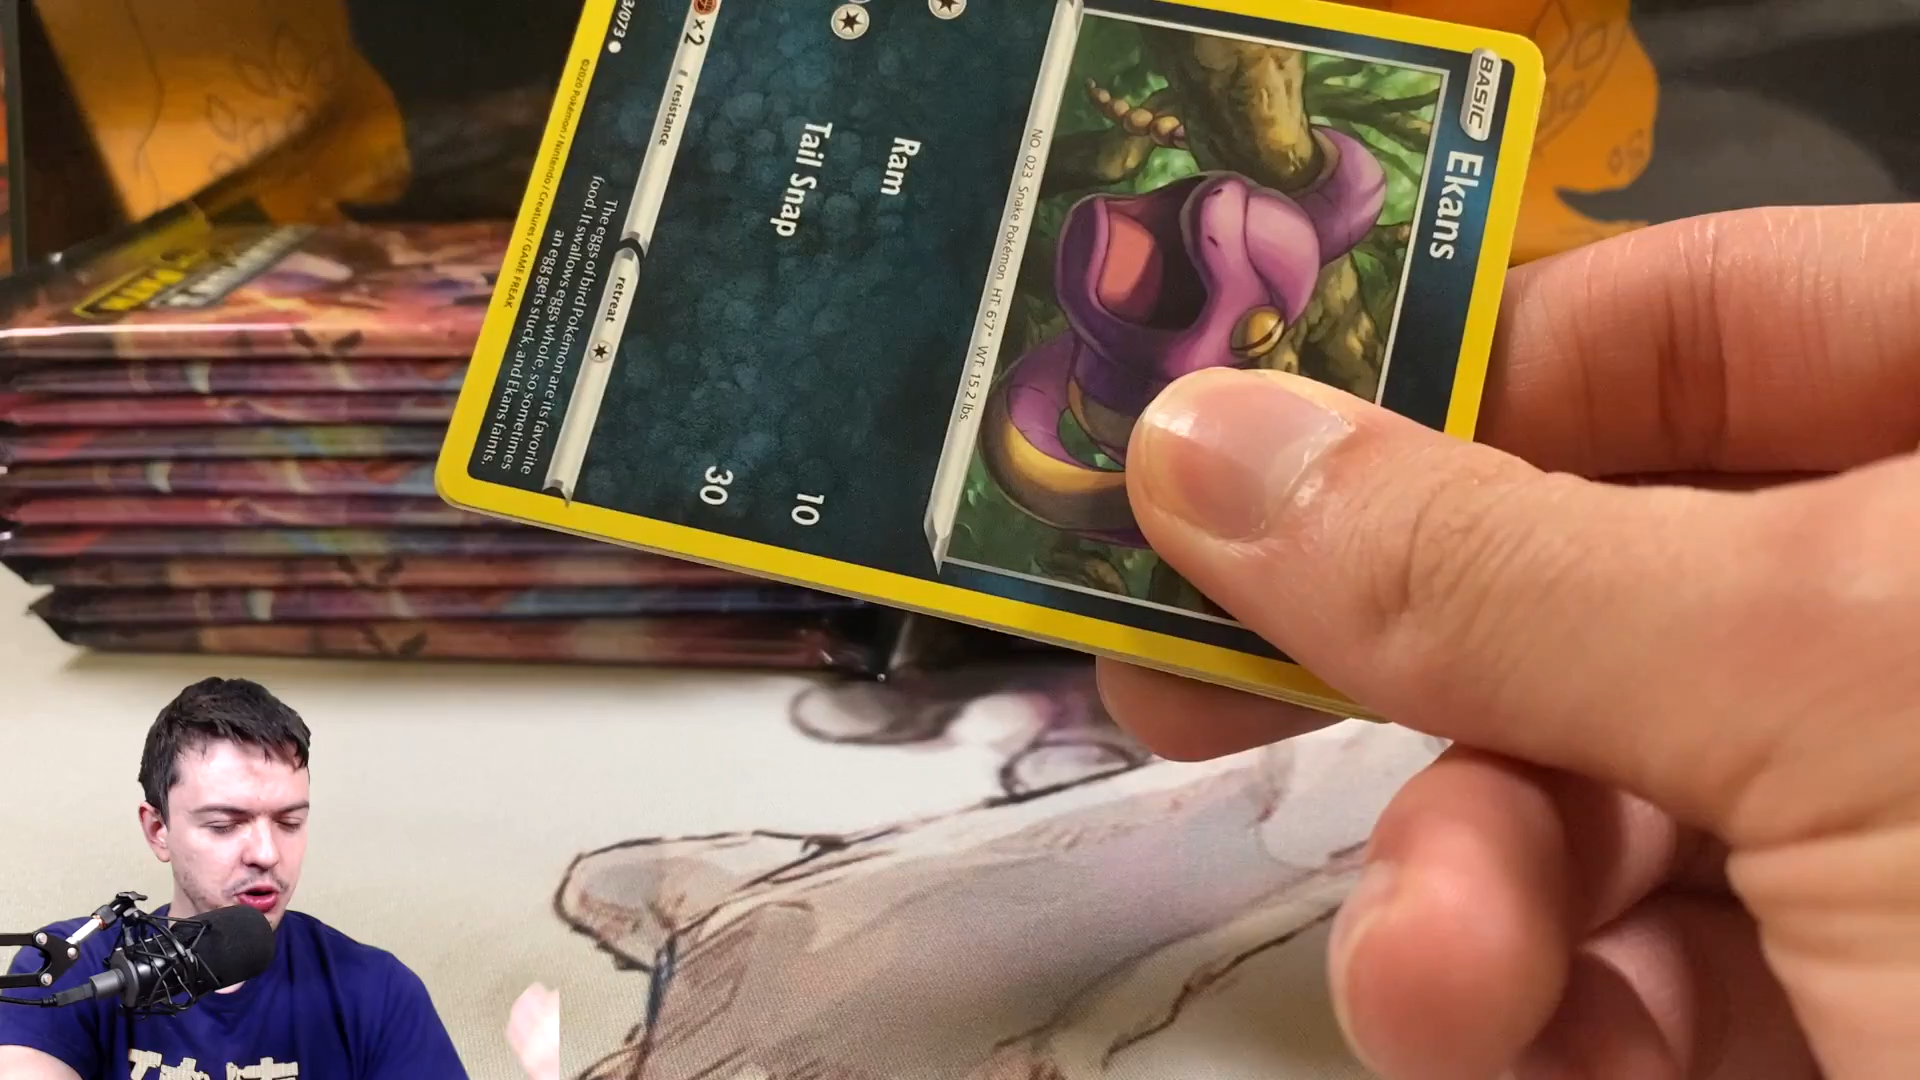 BASIC
Ekans
NO. 023 Snake Pokémon HT: 6'7" WT: 15.2 lbs.
Ram 10
Tail Snap 30
×2 resistance retreat
The eggs of bird Pokémon are its favorite
food. It swallows eggs whole, so sometimes
an egg gets stuck, and Ekans faints.
3/073
©2020 Pokémon / Nintendo / Creatures / GAME FREAK